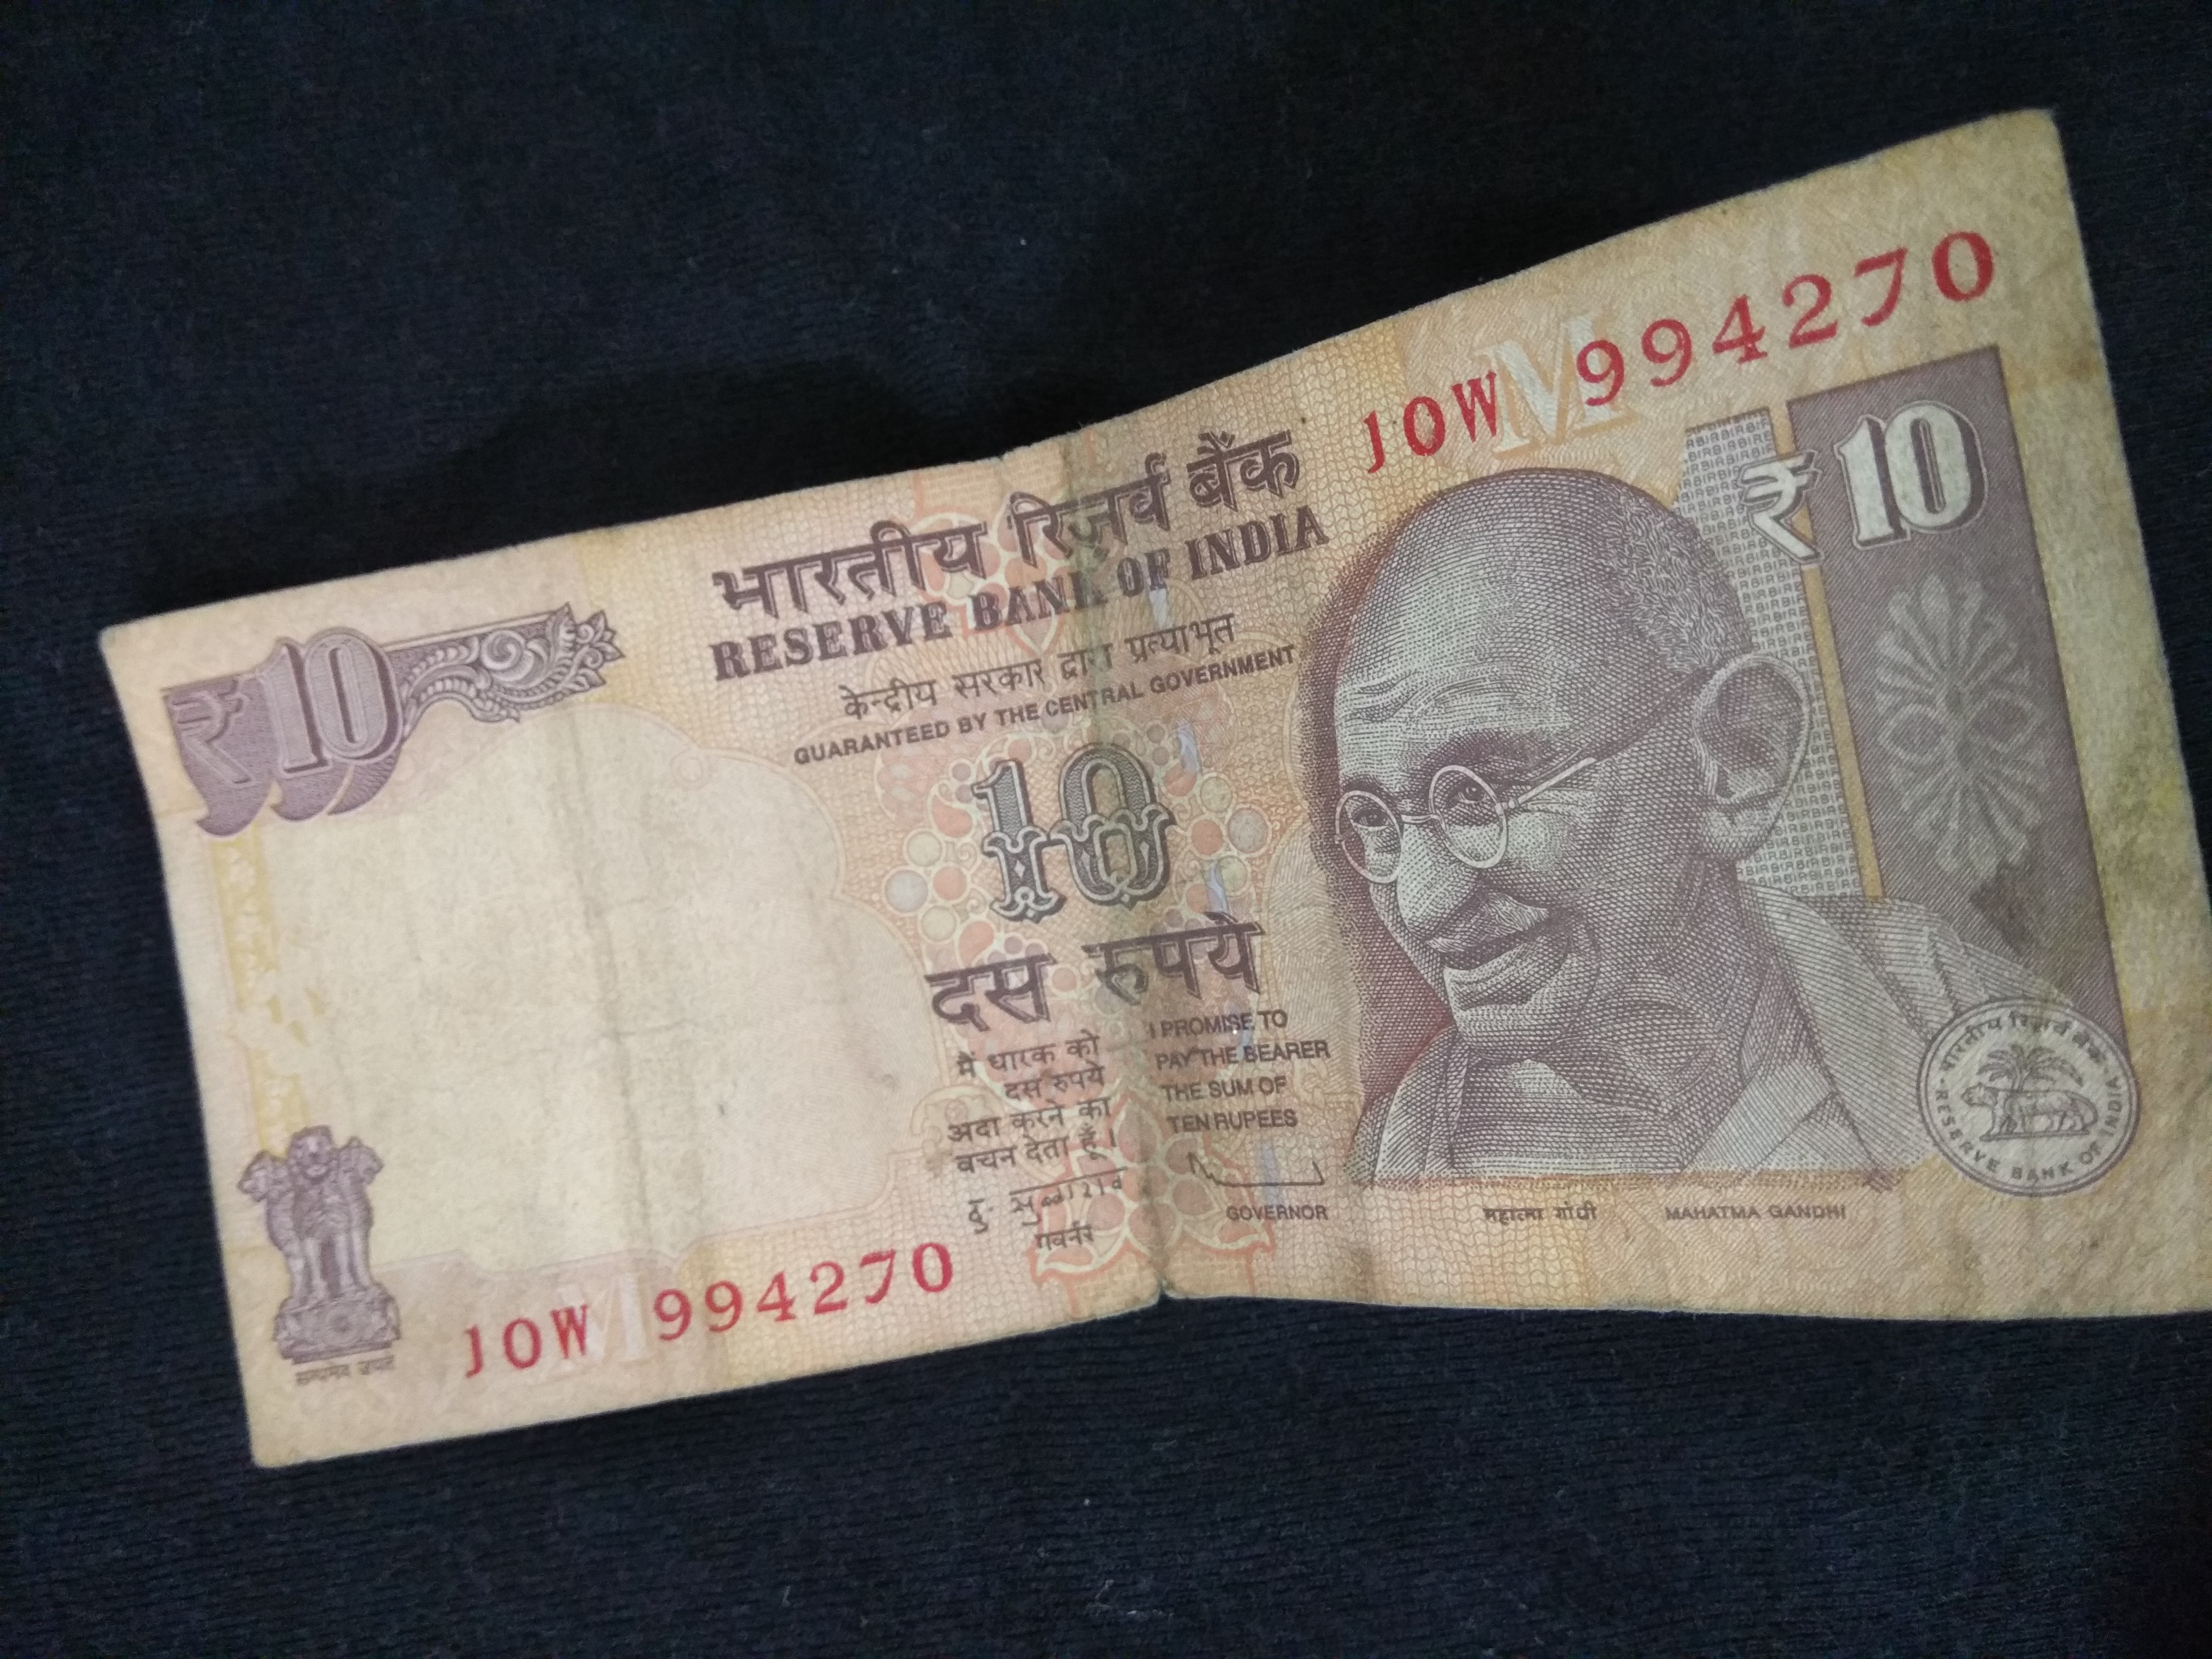 10W 994270
₹10
भारतीय रिज़र्व बैंक
RESERVE BANK OF INDIA
केन्द्रीय सरकार द्वारा प्रत्याभूत
GUARANTEED BY THE CENTRAL GOVERNMENT
₹10
10
दस रुपये
मैं धारक को
दस रुपये
अदा करने का
वचन देता हूँ।
गवर्नर
I PROMISE TO
PAY THE BEARER
THE SUM OF
TEN RUPEES
GOVERNOR
महात्मा गांधी
MAHATMA GANDHI
भारतीय रिज़र्व बैंक
RESERVE BANK OF INDIA
सत्यमेव जयते
10W 994270